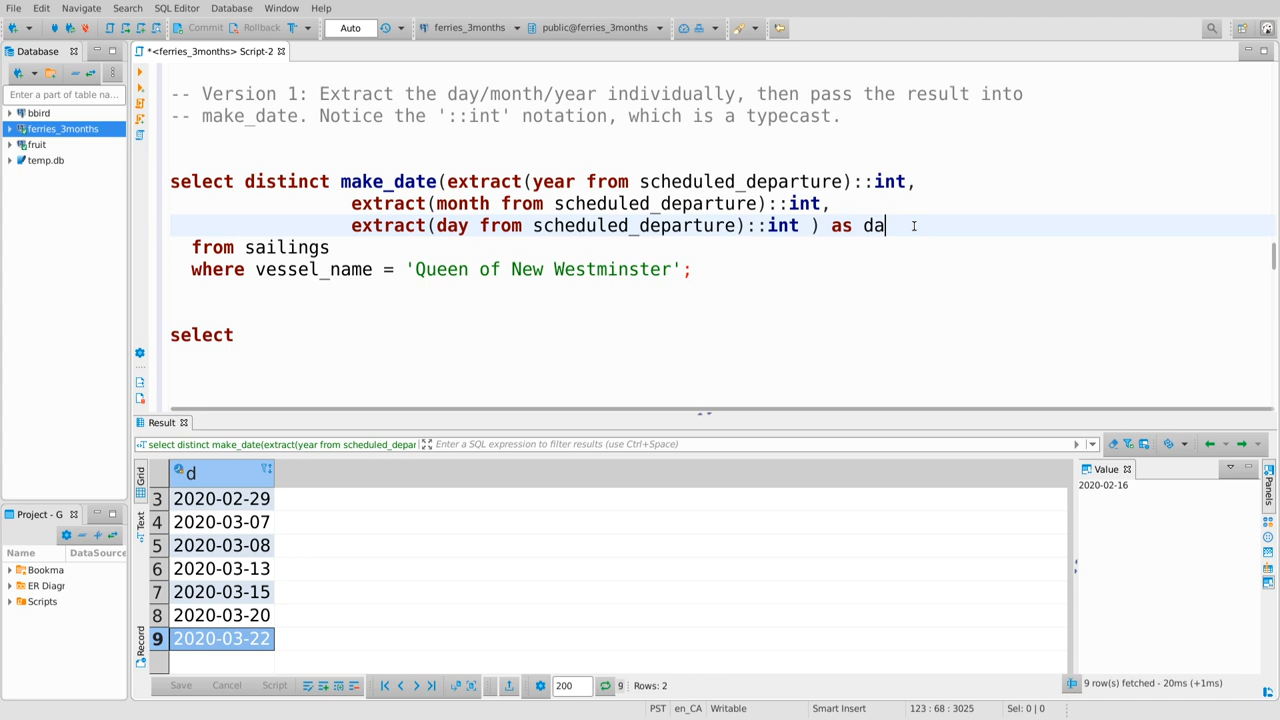 File Edit Navigate Search SQL Editor Database Window Help
Commit Rollback Auto ferries_3months public@ferries_3months
Database
*<ferries_3months> Script-2
Enter a part of table na...
bbird
ferries_3months
fruit
temp.db
-- Version 1: Extract the day/month/year individually, then pass the result into
-- make_date. Notice the '::int' notation, which is a typecast.
select distinct make_date(extract(year from scheduled_departure)::int,
extract(month from scheduled_departure)::int,
extract(day from scheduled_departure)::int ) as da
from sailings
where vessel_name = 'Queen of New Westminster';
select
Result
select distinct make_date(extract(year from scheduled_depar
Enter a SQL expression to filter results (use Ctrl+Space)
Grid
Text
Record
d
3 2020-02-29
4 2020-03-07
5 2020-03-08
6 2020-03-13
7 2020-03-15
8 2020-03-20
9 2020-03-22
Value
2020-02-16
Panels
Project - G
Name DataSource
Bookma
ER Diagr
Scripts
Save Cancel Script 200 9 Rows: 2
9 row(s) fetched - 20ms (+1ms)
PST en_CA Writable Smart Insert 123 : 68 : 3025 Sel: 0 | 0